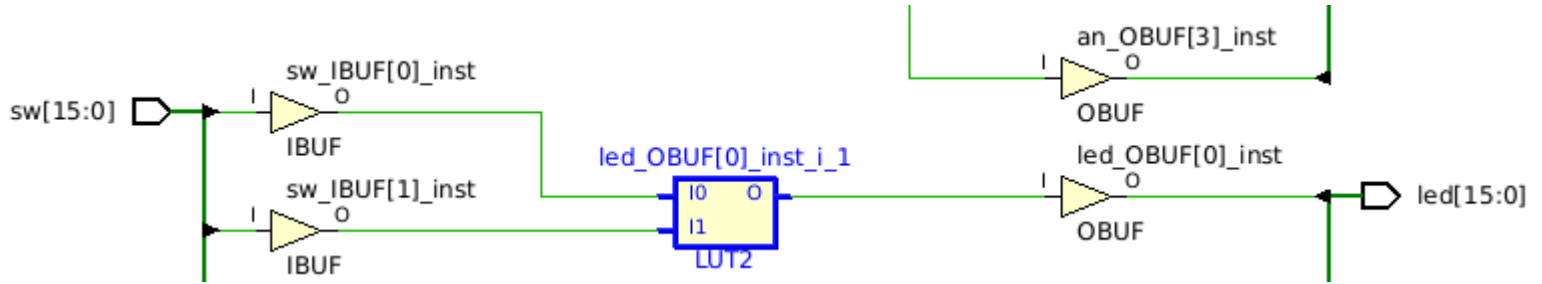 an_OBUF[3]_inst
I
O
OBUF
sw[15:0]
sw_IBUF[0]_inst
I
O
IBUF
sw_IBUF[1]_inst
I
O
IBUF
led_OBUF[0]_inst_i_1
I0
O
I1
LUT2
led_OBUF[0]_inst
I
O
OBUF
led[15:0]